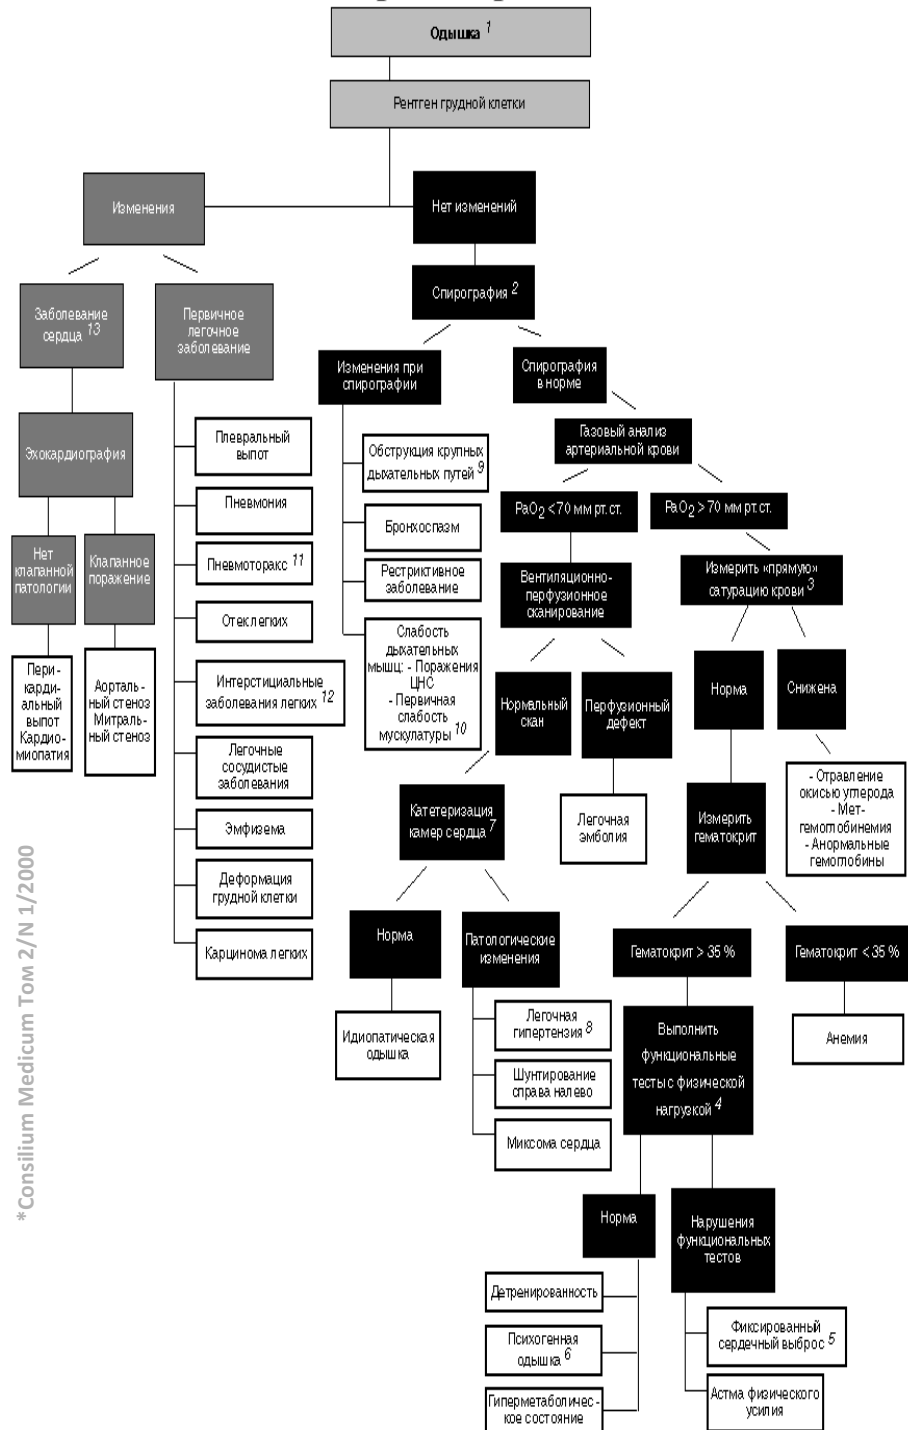 Одышка 1
Рентген грудной клетки
Изменения
Нет изменений
Спирография 2
Заболевание
сердца 13
Первичное
легочное
заболевание
Изменения при
спирографии
Спирография
в норме
Эхокардиография
Плевральный
выпот
Газовый анализ
артериальной крови
Обструкция крупных
дыхательных путей 9
Пневмония
PaO2 <70 мм рт.ст.
PaO2 > 70 мм рт.ст.
Бронхоспазм
Нет
клапанной
патологии
Клапанное
поражение
Пневмоторакс 11
Рестриктивное
заболевание
Вентиляционно-
перфузионное
сканирование
Измерить «прямую»
сатурацию крови 3
Отек легких
Слабость
дыхательных
мышц: - Поражения
ЦНС
- Первичная
слабость
мускулатуры 10
Пери-
карди-
альный
выпот
Кардио-
миопатия
Аорталь-
ный стеноз
Митраль-
ный стеноз
Интерстициальные
заболевания легких 12
Нормальный
скан
Перфузионный
дефект
Норма
Снижена
Легочные
сосудистые
заболевания
- Отравление
окисью углерода
- Мет-
гемоглобинемия
- Анормальные
гемоглобины
Эмфизема
Катетеризация
камер сердца 7
Легочная
эмболия
Измерить
гематокрит
Деформация
грудной клетки
Карцинома легких
Норма
Патологические
изменения
Гематокрит > 35 %
Гематокрит < 35 %
Идиопатическая
одышка
Легочная
гипертензия 8
Выполнить
функциональные
тесты с физической
нагрузкой 4
Анемия
Шунтирование
справа налево
Миксома сердца
Норма
Нарушения
функциональных
тестов
Детренированность
Психогенная
одышка 6
Гиперметаболичес-
кое состояние
Фиксированный
сердечный выброс 5
Астма физического
усилия
*Consilium Medicum Том 2/N 1/2000